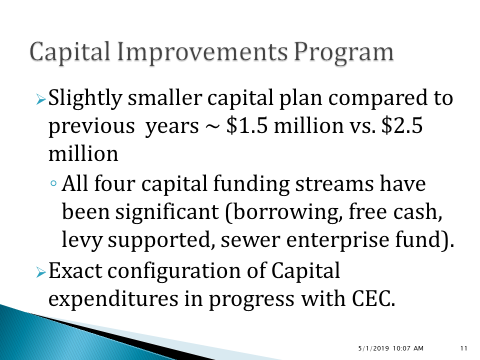 Capital Improvements Program
➢Slightly smaller capital plan compared to
previous years ~ $1.5 million vs. $2.5
million
◦ All four capital funding streams have
been significant (borrowing, free cash,
levy supported, sewer enterprise fund).
➢Exact configuration of Capital
expenditures in progress with CEC.
5/1/2019 10:07 AM 11